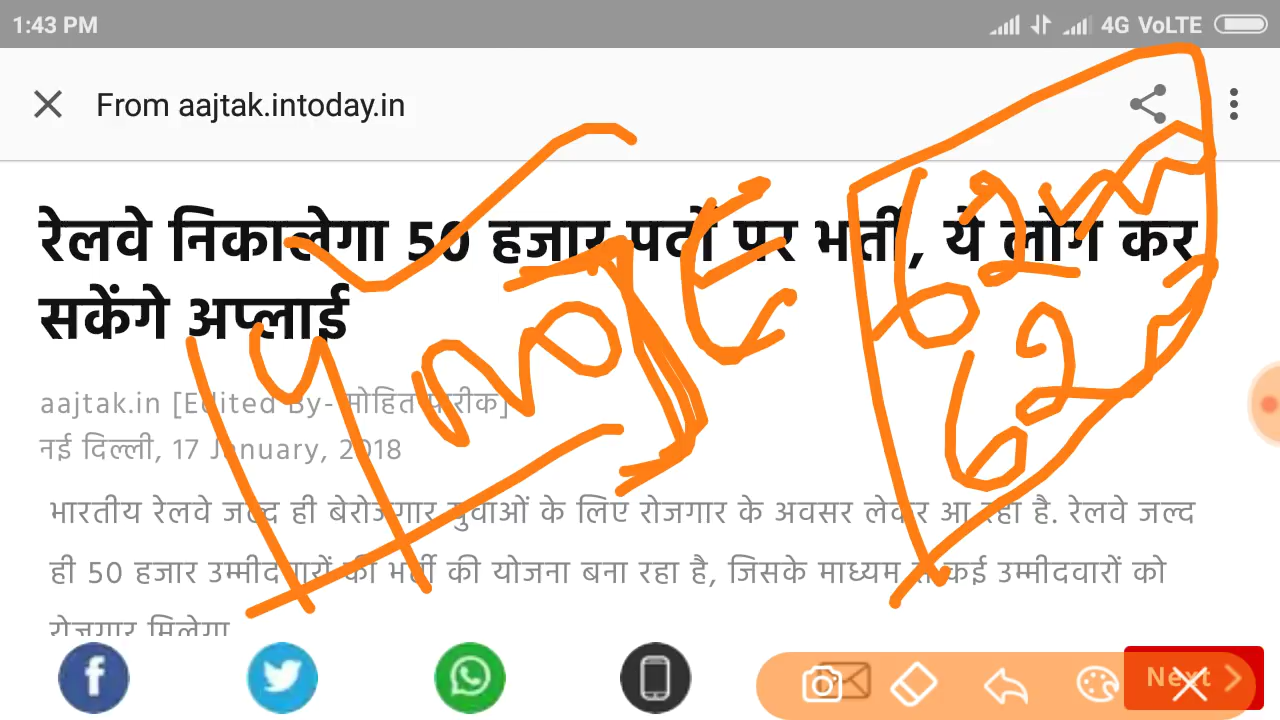 1:43 PM 4G VoLTE
From aajtak.intoday.in
रेलवे निकालेगा 50 हजार पदों पर भर्ती, ये लोग कर
सकेंगे अप्लाई
aajtak.in [Edited By- मोहित पारीक]
नई दिल्ली, 17 January, 2018
भारतीय रेलवे जल्द ही बेरोजगार युवाओं के लिए रोजगार के अवसर लेकर आ रहा है. रेलवे जल्द
ही 50 हजार उम्मीदवारों की भर्ती की योजना बना रहा है, जिसके माध्यम से कई उम्मीदवारों को
रोजगार मिलेगा
Next